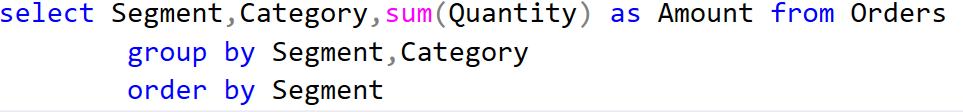 select Segment,Category,sum(Quantity) as Amount from Orders
group by Segment,Category
order by Segment